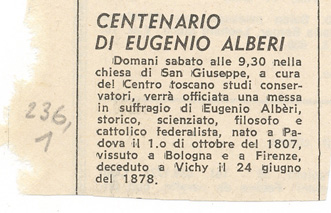 CENTENARIO
DI EUGENIO ALBERI
Domani sabato alle 9,30 nella
chiesa di San Giuseppe, a cura
del Centro toscano studi conser-
vatori, verrà officiata una messa
in suffragio di Eugenio Albèri,
storico, scienziato, filosofo e
cattolico federalista, nato a Pa-
dova il 1.o di ottobre del 1807,
vissuto a Bologna e a Firenze,
deceduto a Vichy il 24 giugno
del 1878.
236,
1